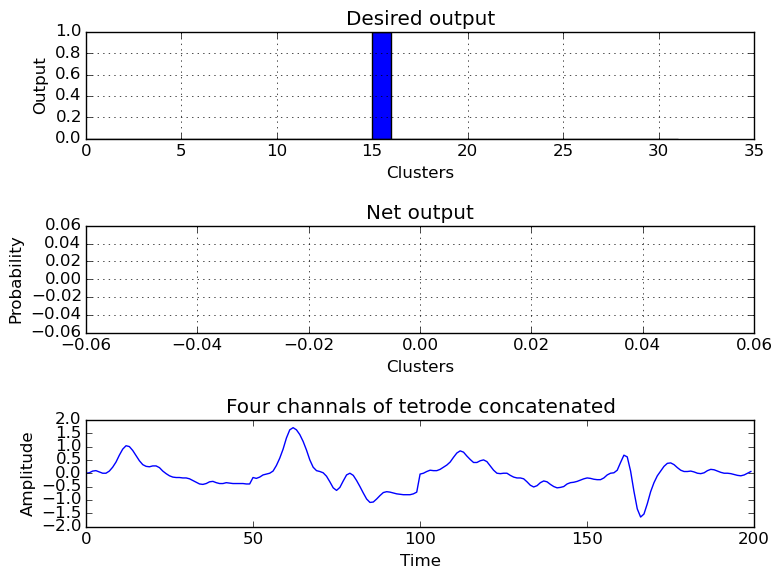 Desired output
1.0
0.8
0.6
0.4
0.2
0.0
Output
0 5 10 15 20 25 30 35
Clusters
Net output
0.06
0.04
0.02
0.00
−0.02
−0.04
−0.06
Probability
−0.06 −0.04 −0.02 0.00 0.02 0.04 0.06
Clusters
Four channels of tetrode concatenated
2.0
1.5
1.0
0.5
0.0
−0.5
−1.0
−1.5
−2.0
Amplitude
0 50 100 150 200
Time